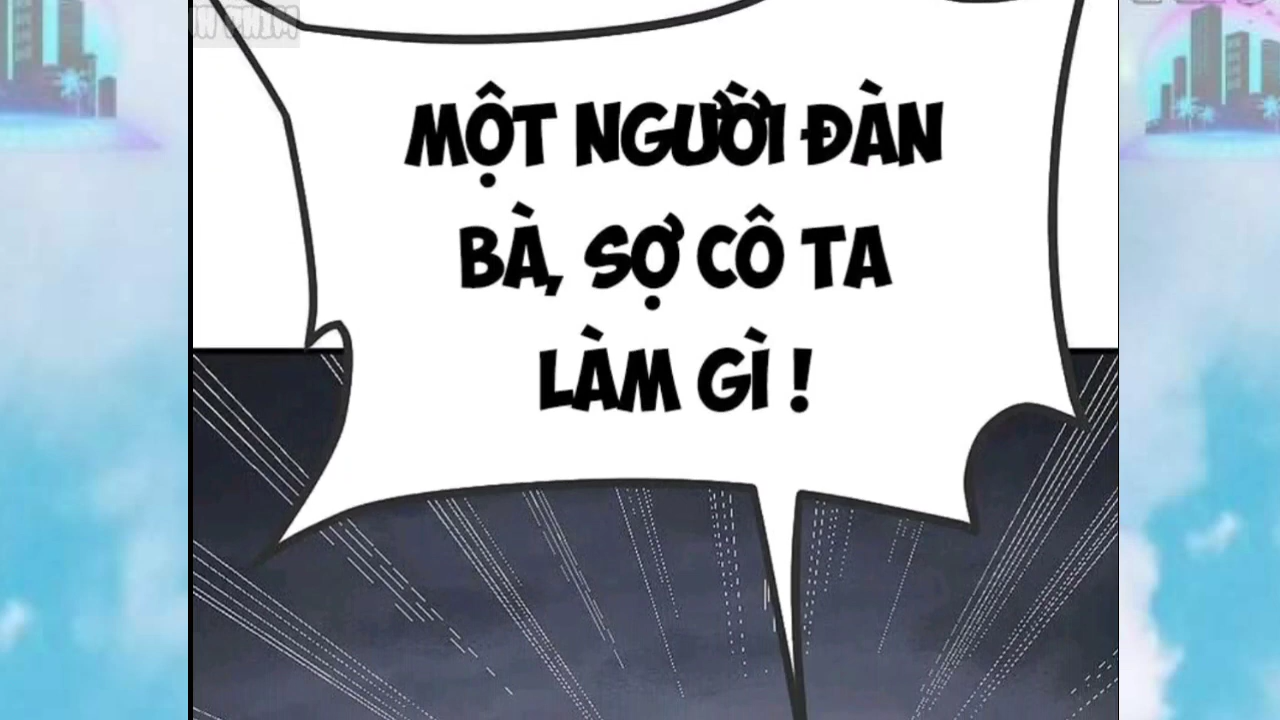 MỘT NGƯỜI ĐÀN
BÀ, SỢ CÔ TA
LÀM GÌ !